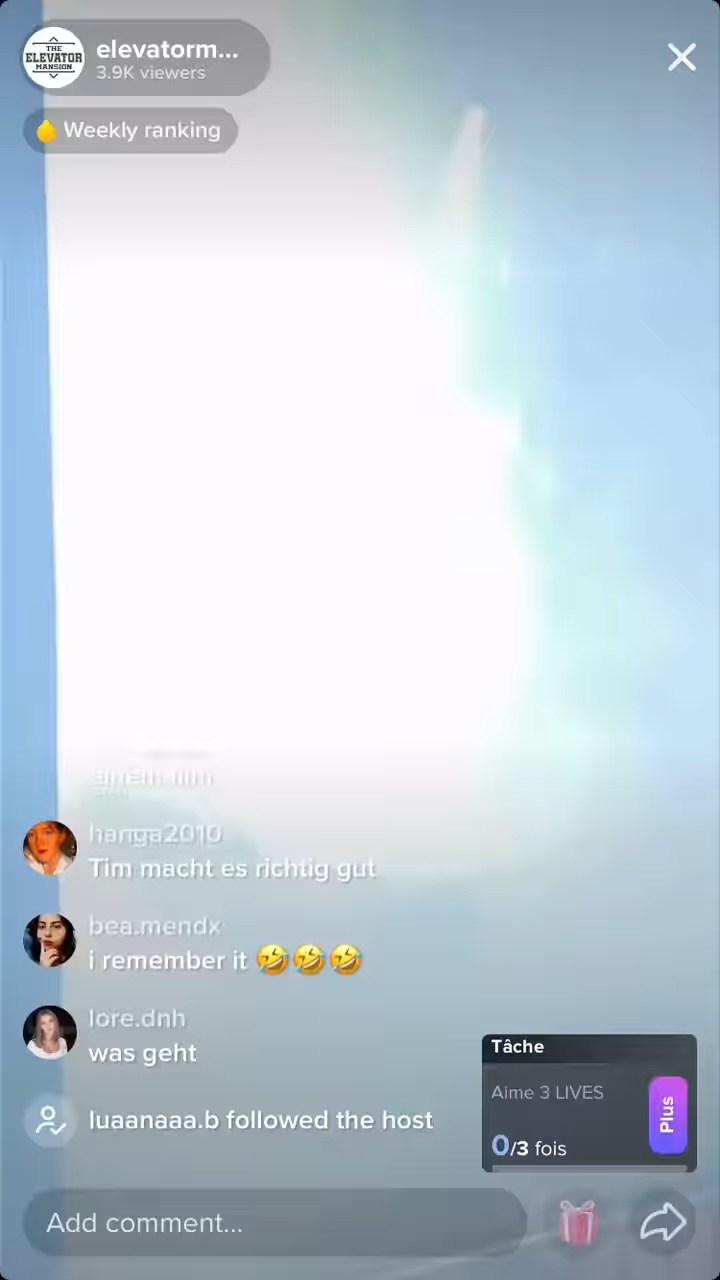 THE
ELEVATOR
MANSION
elevatorm...
3.9K viewers
Weekly ranking
hanga2010
Tim macht es richtig gut
bea.mendx
i remember it 🤣🤣🤣
lore.dnh
was geht
luaanaaa.b followed the host
Tâche
Aime 3 LIVES
Plus
0/3 fois
Add comment...